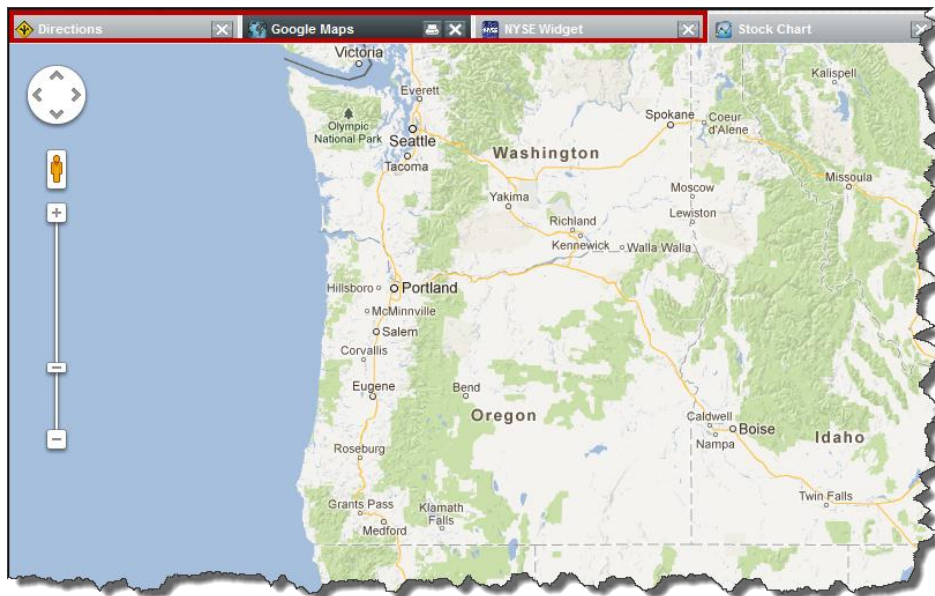 Directions
Google Maps
NYSE NYSE Widget
Stock Chart
Victoria
Kalispell
Everett
Olympic
National Park
Seattle
Spokane
Coeur
d'Alene
Washington
Tacoma
Missoula
Yakima
Moscow
Lewiston
Richland
Kennewick
Walla Walla
Hillsboro
Portland
McMinnville
Salem
Corvallis
Eugene
Bend
Oregon
Caldwell
Boise
Nampa
Idaho
Roseburg
Twin Falls
Grants Pass
Klamath
Falls
Medford